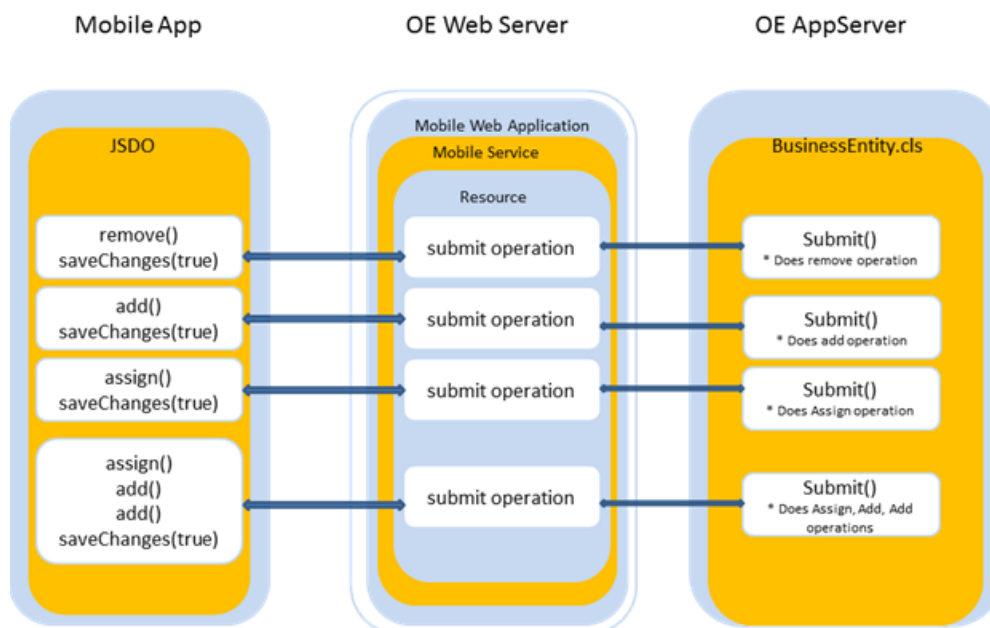 Mobile App
OE Web Server
OE AppServer
JSDO
Mobile Web Application
Mobile Service
Resource
BusinessEntity.cls
remove()
saveChanges(true)
submit operation
Submit()
* Does remove operation
add()
saveChanges(true)
submit operation
Submit()
* Does add operation
assign()
saveChanges(true)
submit operation
Submit()
* Does Assign operation
assign()
add()
add()
saveChanges(true)
submit operation
Submit()
* Does Assign, Add, Add
operations